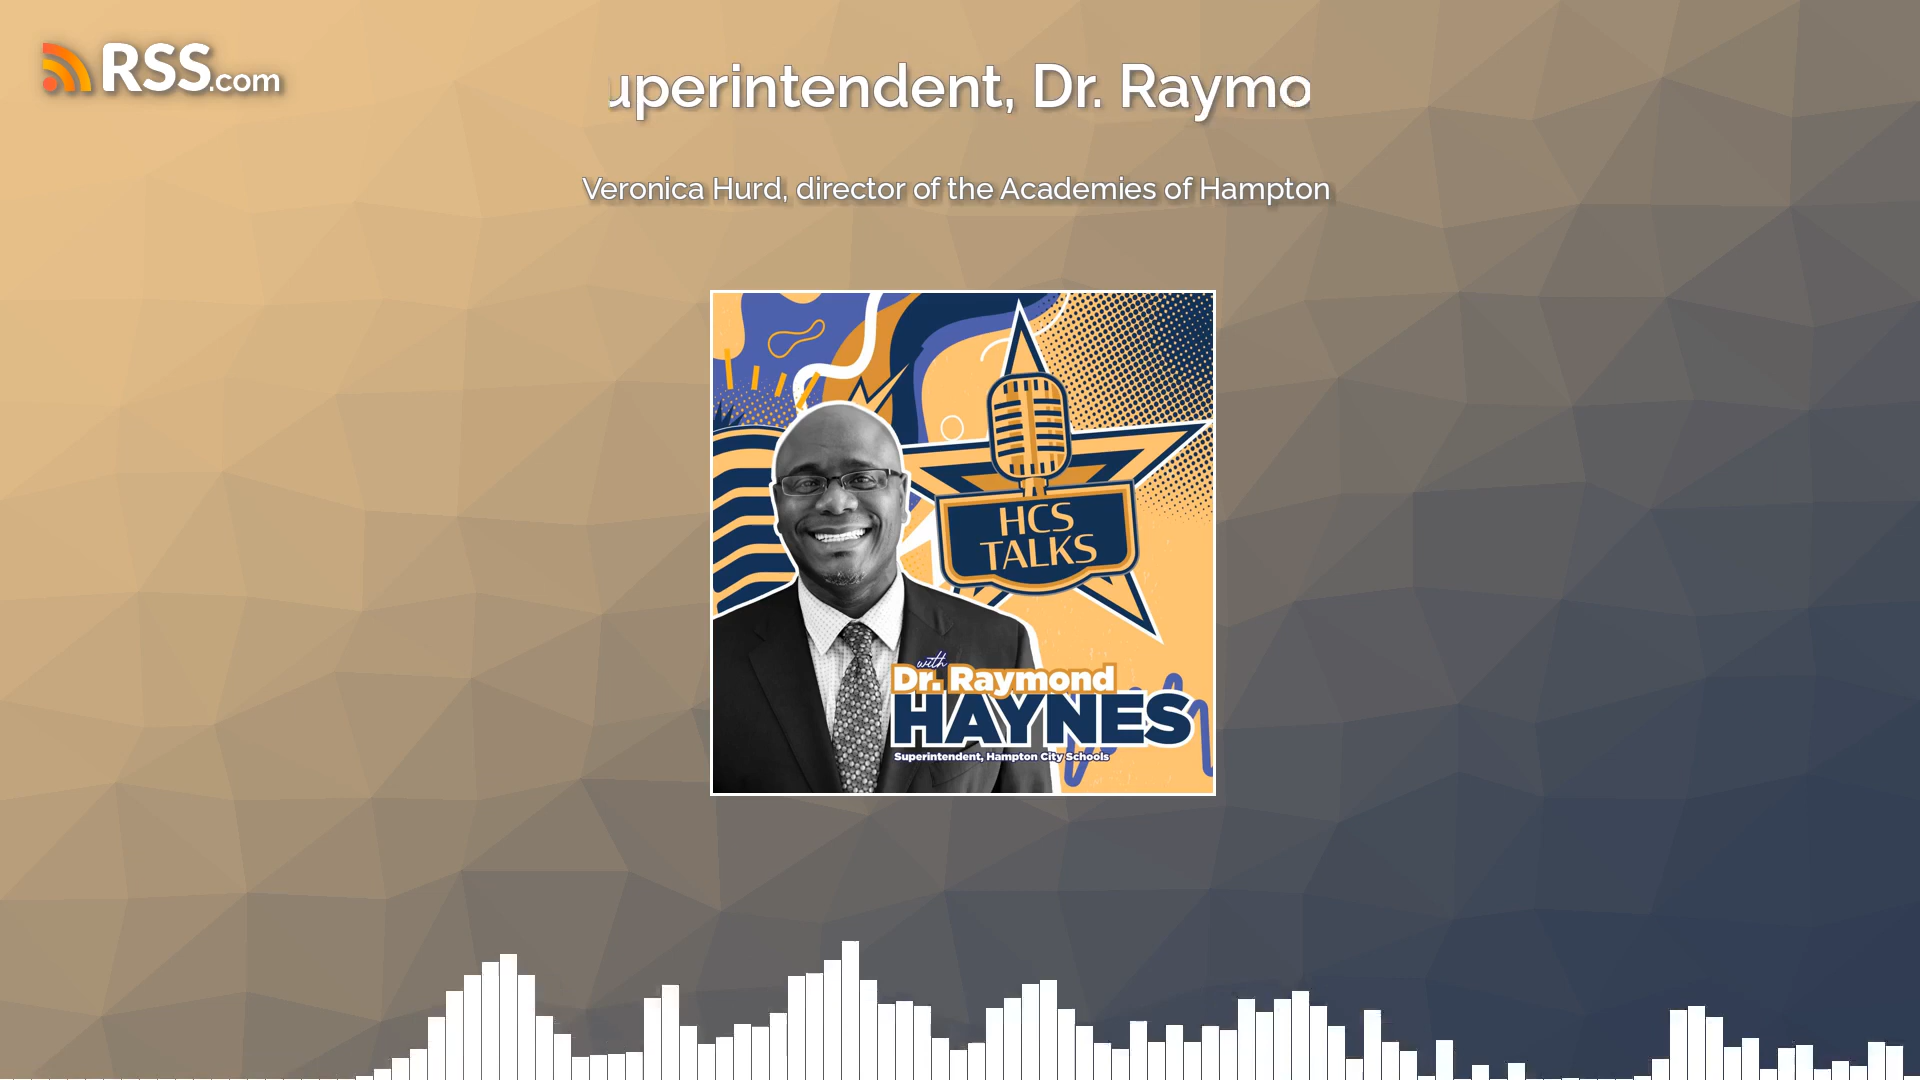 RSS.com
uperintendent, Dr. Raymo
Veronica Hurd, director of the Academies of Hampton
HCS
TALKS
with
Dr. Raymond
HAYNES
Superintendent, Hampton City Schools